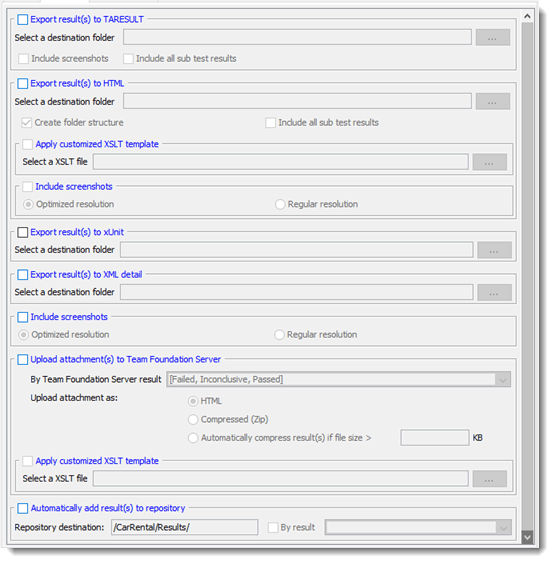 Export result(s) to TARESULT
Select a destination folder ...
Include screenshots Include all sub test results
Export result(s) to HTML
Select a destination folder ...
Create folder structure Include all sub test results
Apply customized XSLT template
Select a XSLT file ...
Include screenshots
Optimized resolution Regular resolution
Export result(s) to xUnit
Select a destination folder ...
Export result(s) to XML detail
Select a destination folder ...
Include screenshots
Optimized resolution Regular resolution
Upload attachment(s) to Team Foundation Server
By Team Foundation Server result [Failed, Inconclusive, Passed]
Upload attachment as: HTML
Compressed (Zip)
Automatically compress result(s) if file size > KB
Apply customized XSLT template
Select a XSLT file ...
Automatically add result(s) to repository
Repository destination: /CarRental/Results/ By result